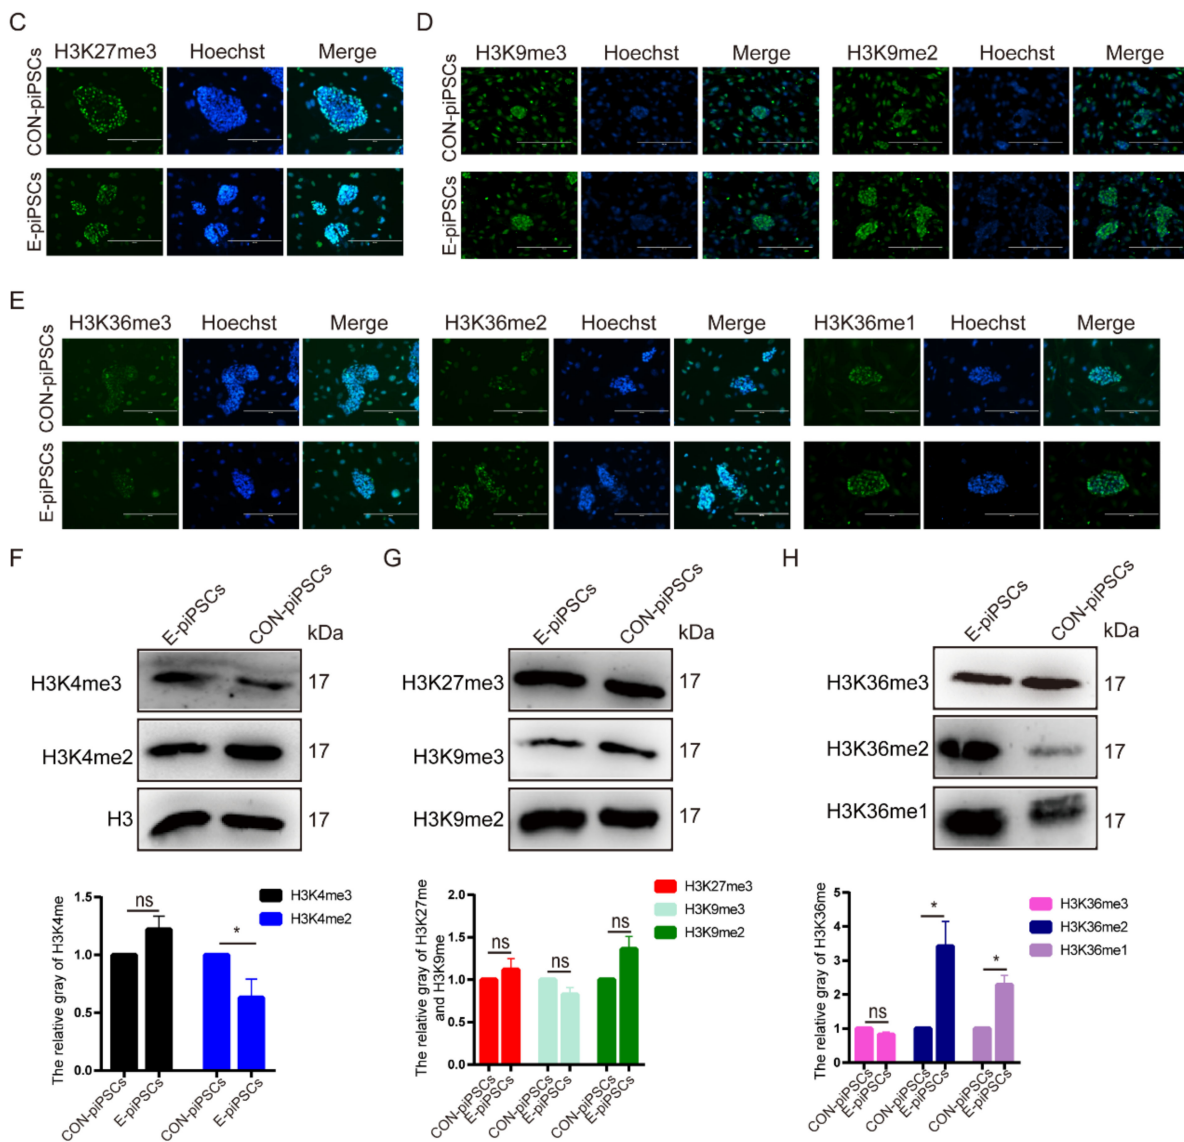 C
H3K27me3 Hoechst Merge
CON-piPSCs
E-piPSCs
D
H3K9me3 Hoechst Merge H3K9me2 Hoechst Merge
CON-piPSCs
E-piPSCs
E
H3K36me3 Hoechst Merge H3K36me2 Hoechst Merge H3K36me1 Hoechst Merge
CON-piPSCs
E-piPSCs
F
E-piPSCs CON-piPSCs kDa
H3K4me3 17
H3K4me2 17
H3 17
The relative gray of H3K4me
1.5
1.0
0.5
0.0
ns
*
H3K4me3
H3K4me2
CON-piPSCs E-piPSCs CON-piPSCs E-piPSCs
G
E-piPSCs CON-piPSCs kDa
H3K27me3 17
H3K9me3 17
H3K9me2 17
The relative gray of H3K27me
and H3K9me
2.0
1.5
1.0
0.5
0.0
ns
ns
ns
H3K27me3
H3K9me3
H3K9me2
CON-piPSCs E-piPSCs CON-piPSCs E-piPSCs CON-piPSCs E-piPSCs
H
E-piPSCs CON-piPSCs kDa
H3K36me3 17
H3K36me2 17
H3K36me1 17
The relative gray of H3K36me
5
4
3
2
1
0
ns
*
*
H3K36me3
H3K36me2
H3K36me1
CON-piPSCs E-piPSCs CON-piPSCs E-piPSCs CON-piPSCs E-piPSCs